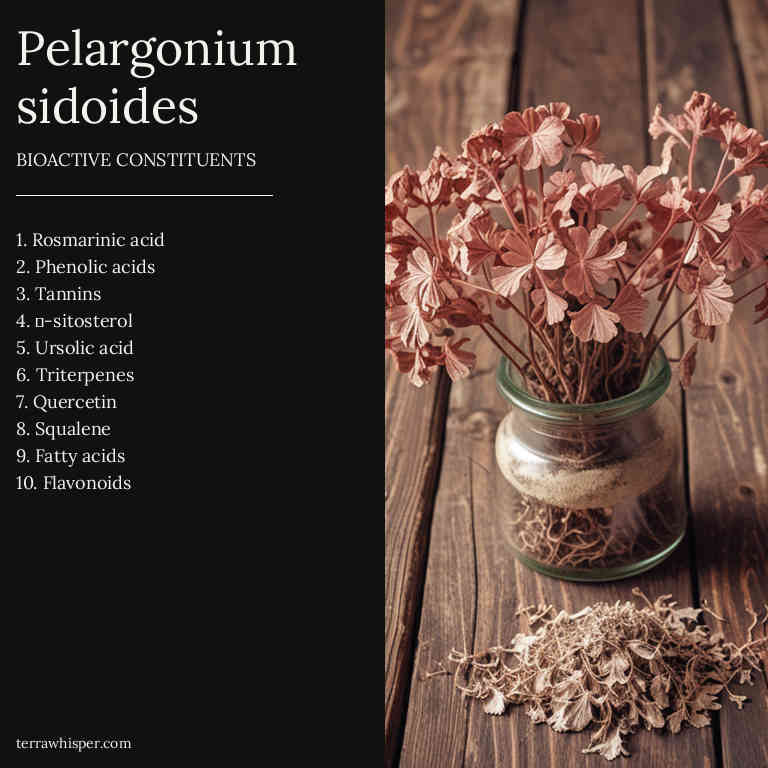 Pelargonium
sidoides
BIOACTIVE CONSTITUENTS
1. Rosmarinic acid
2. Phenolic acids
3. Tannins
4. □-sitosterol
5. Ursolic acid
6. Triterpenes
7. Quercetin
8. Squalene
9. Fatty acids
10. Flavonoids
terrawhisper.com